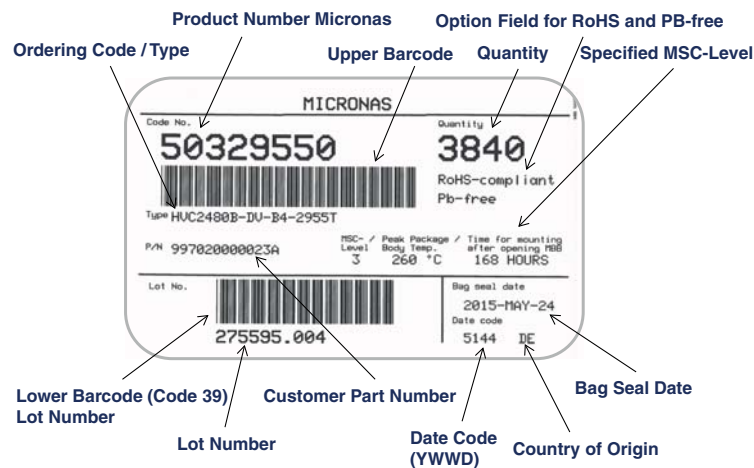 Product Number Micronas
Option Field for RoHS and PB-free
Ordering Code / Type
Upper Barcode
Quantity
Specified MSC-Level
MICRONAS
Code No.
50329550
Quantity
3840
RoHS-compliant
Pb-free
Type HVC2480B-DV-B4-2955T
P/N 997020000023A
MSC- / Peak Package / Time for mounting
Level Body Temp. after opening MBB
3 260 °C 168 HOURS
Lot No.
275595.004
Bag seal date
2015-MAY-24
Date code
5144 DE
Lower Barcode (Code 39)
Lot Number
Customer Part Number
Bag Seal Date
Lot Number
Date Code
(YWWD)
Country of Origin